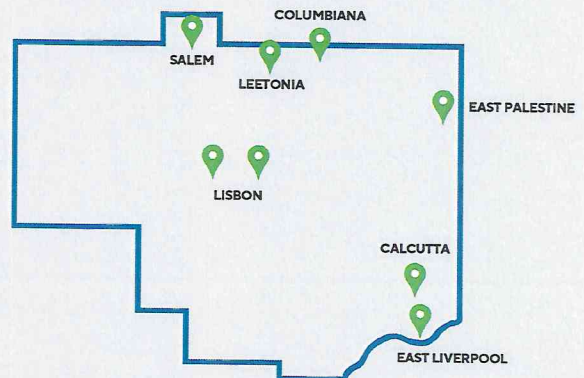 COLUMBIANA
SALEM
LEETONIA
EAST PALESTINE
LISBON
CALCUTTA
EAST LIVERPOOL